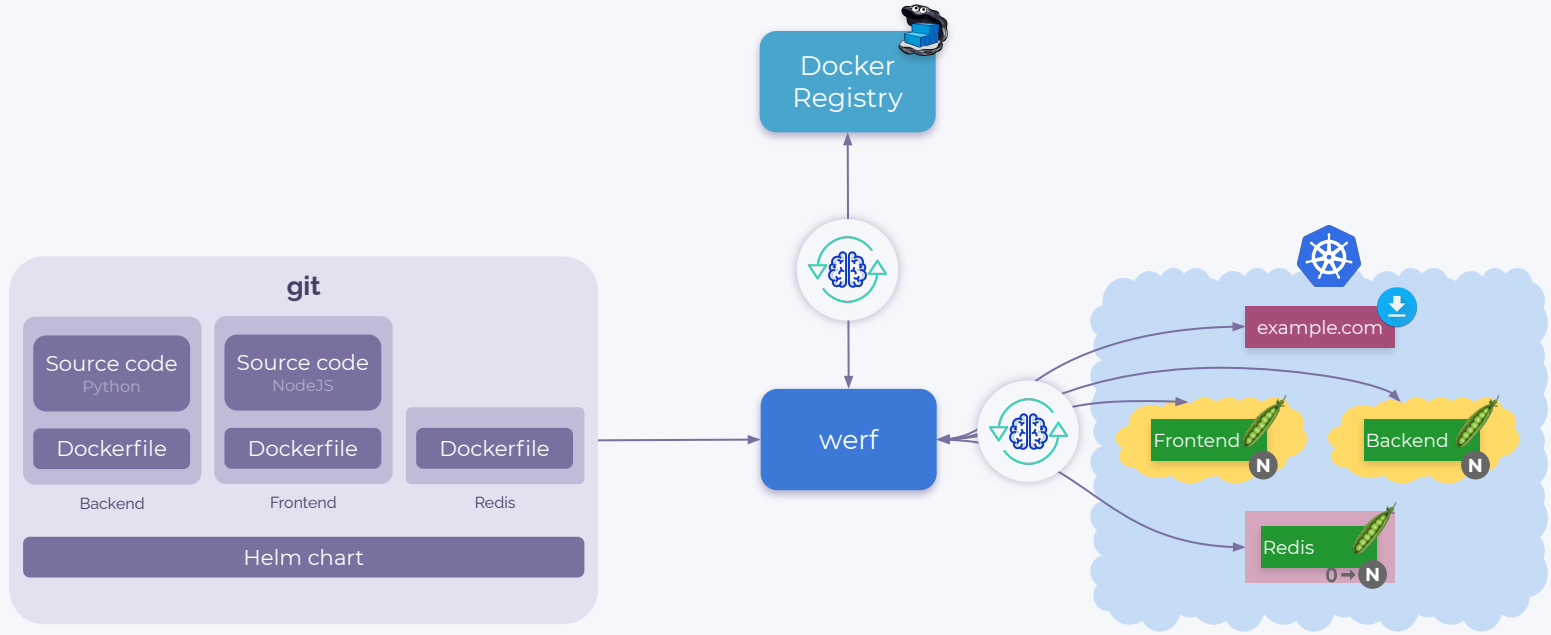 Docker
Registry
git
Source code
Python
Dockerfile
Backend
Source code
NodeJS
Dockerfile
Frontend
Dockerfile
Redis
Helm chart
werf
example.com
Frontend
N
Backend
N
Redis
0
N